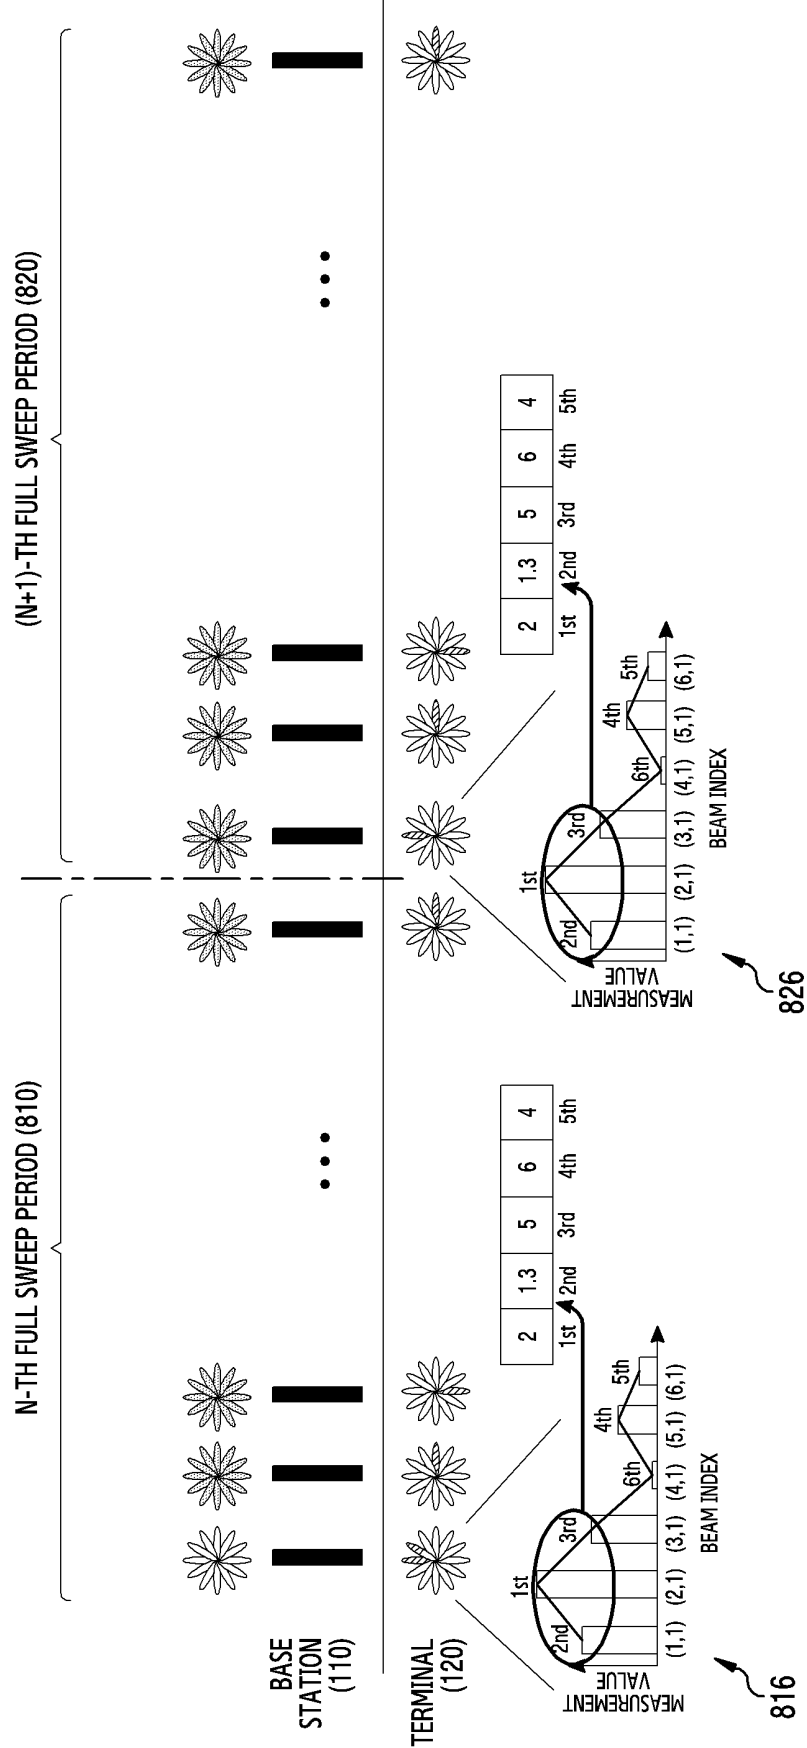 N-TH FULL SWEEP PERIOD (810)
(N+1)-TH FULL SWEEP PERIOD (820)
BASE
STATION
(110)
TERMINAL
(120)
2
1.3
5
6
4
1st
2nd
3rd
4th
5th
MEASUREMENT
VALUE
2nd
1st
3rd
6th
4th
5th
(1,1)
(2,1)
(3,1)
(4,1)
(5,1)
(6,1)
BEAM INDEX
816
2
1.3
5
6
4
1st
2nd
3rd
4th
5th
MEASUREMENT
VALUE
2nd
1st
3rd
6th
4th
5th
(1,1)
(2,1)
(3,1)
(4,1)
(5,1)
(6,1)
BEAM INDEX
826